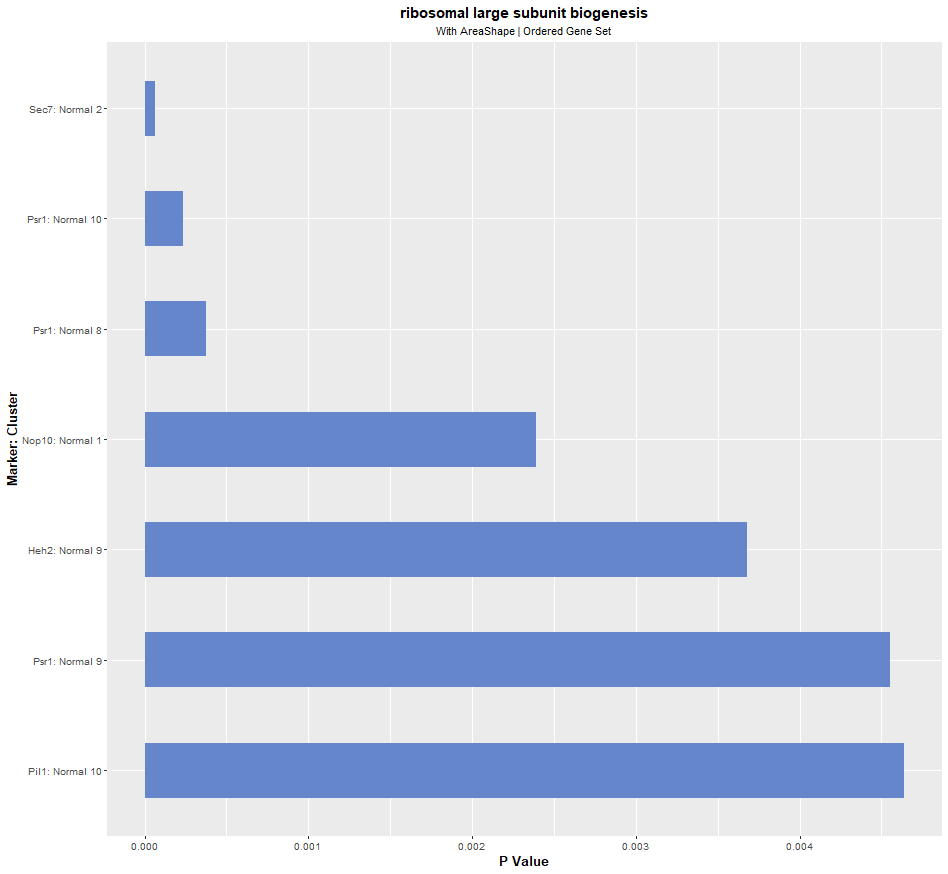 ribosomal large subunit biogenesis
With AreaShape | Ordered Gene Set
Marker: Cluster
Sec7: Normal 2
Psr1: Normal 10
Psr1: Normal 8
Nop10: Normal 1
Heh2: Normal 9
Psr1: Normal 9
Pil1: Normal 10
0.000 0.001 0.002 0.003 0.004
P Value